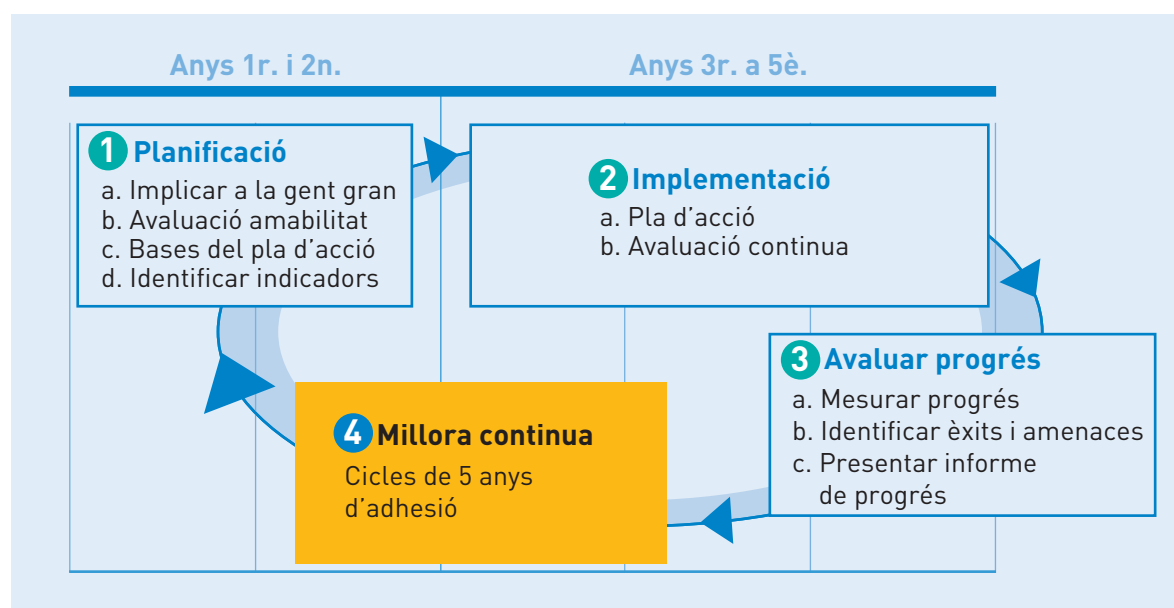 Anys 1r. i 2n.
Anys 3r. a 5è.
1 Planificació
a. Implicar a la gent gran
b. Avaluació amabilitat
c. Bases del pla d’acció
d. Identificar indicadors
2 Implementació
a. Pla d’acció
b. Avaluació continua
3 Avaluar progrés
a. Mesurar progrés
b. Identificar èxits i amenaces
c. Presentar informe
de progrés
4 Millora continua
Cicles de 5 anys
d’adhesió